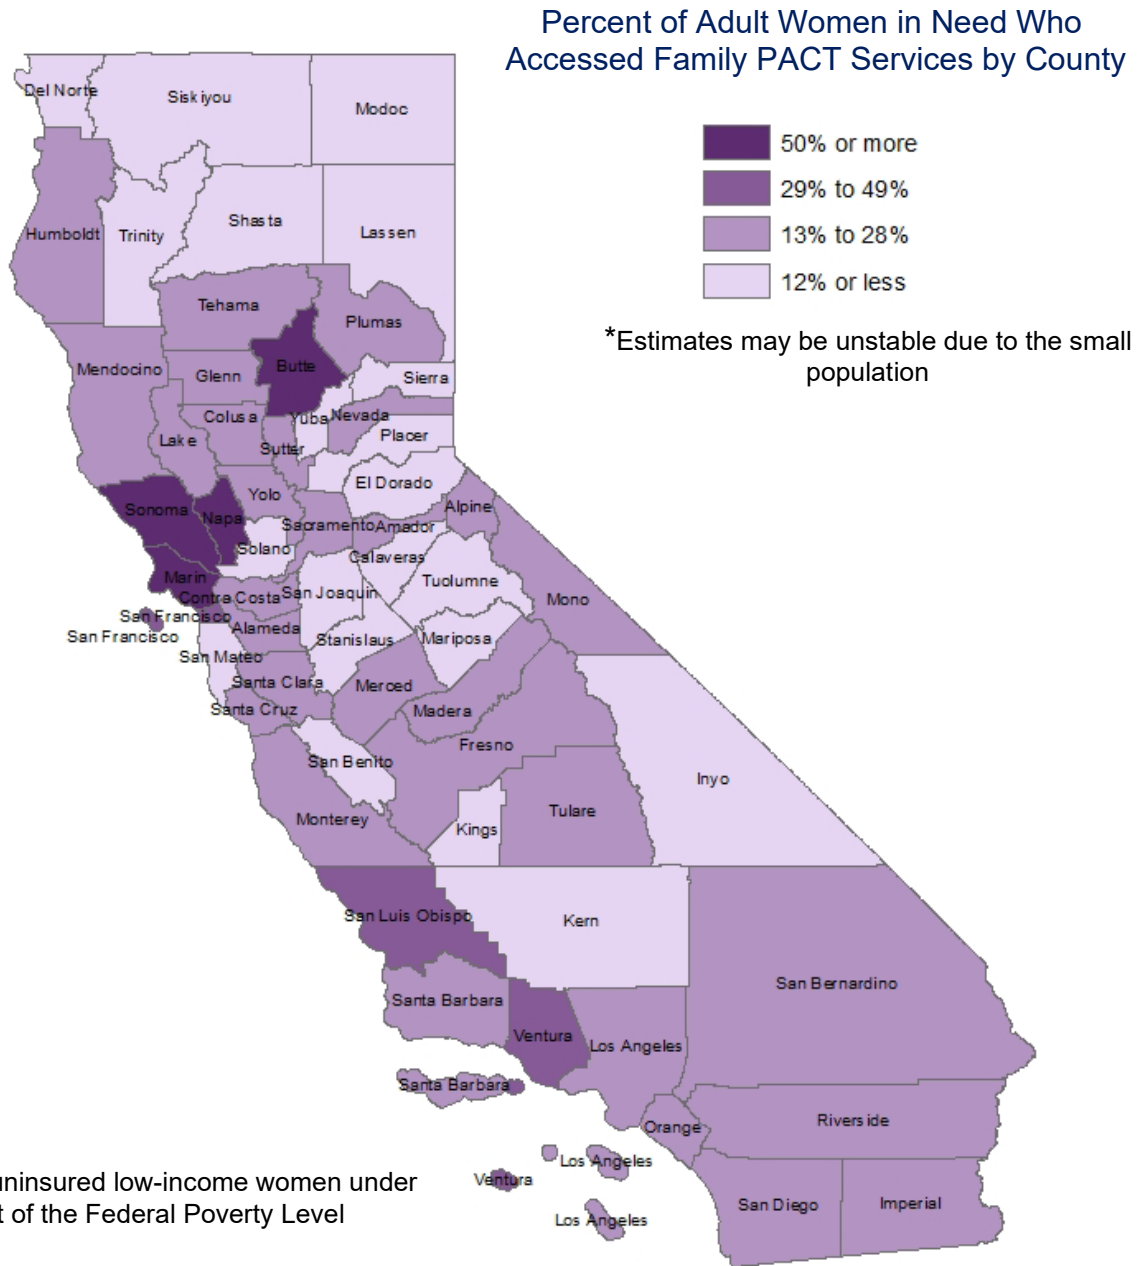 Percent of Adult Women in Need Who
Accessed Family PACT Services by County
50% or more
29% to 49%
13% to 28%
12% or less
*Estimates may be unstable due to the small
population
Del Norte
Siskiyou
Modoc
Humboldt
Trinity
Shasta
Lassen
Tehama
Plumas
Mendocino
Glenn
Butte
Sierra
Colusa
Yuba
Nevada
Lake
Sutter
Placer
El Dorado
Yolo
Sonoma
Napa
Alpine
Sacramento
Amador
Solano
Calaveras
Marin
Tuolumne
Contra Costa
San Joaquin
Mono
San Francisco
San Francisco
Alameda
Stanislaus
Mariposa
San Mateo
Santa Clara
Merced
Santa Cruz
Madera
Fresno
San Benito
Inyo
Monterey
Kings
Tulare
San Luis Obispo
Kern
San Bernardino
Santa Barbara
Ventura
Los Angeles
Santa Barbara
Riverside
Orange
Los Angeles
Ventura
San Diego
Imperial
Los Angeles
uninsured low-income women under
of the Federal Poverty Level